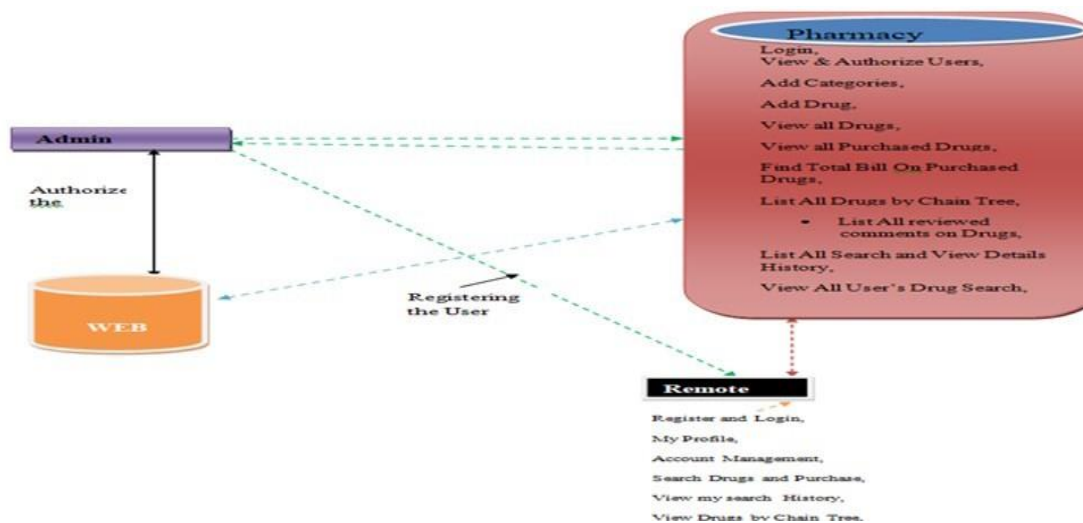 Pharmacy
Login,
View & Authorize Users,
Add Categories,
Add Drug,
View all Drugs,
View all Purchased Drugs,
Find Total Bill On Purchased
Drugs,
List All Drugs by Chain Tree,
• List All reviewed
comments on Drugs,
List All Search and View Details
History,
View All User's Drug Search,
Admin
Authorize
the
WEB
Registering
the User
Remote
Register and Login,
My Profile,
Account Management,
Search Drugs and Purchase,
View my search History,
View Drugs by Chain Tree,